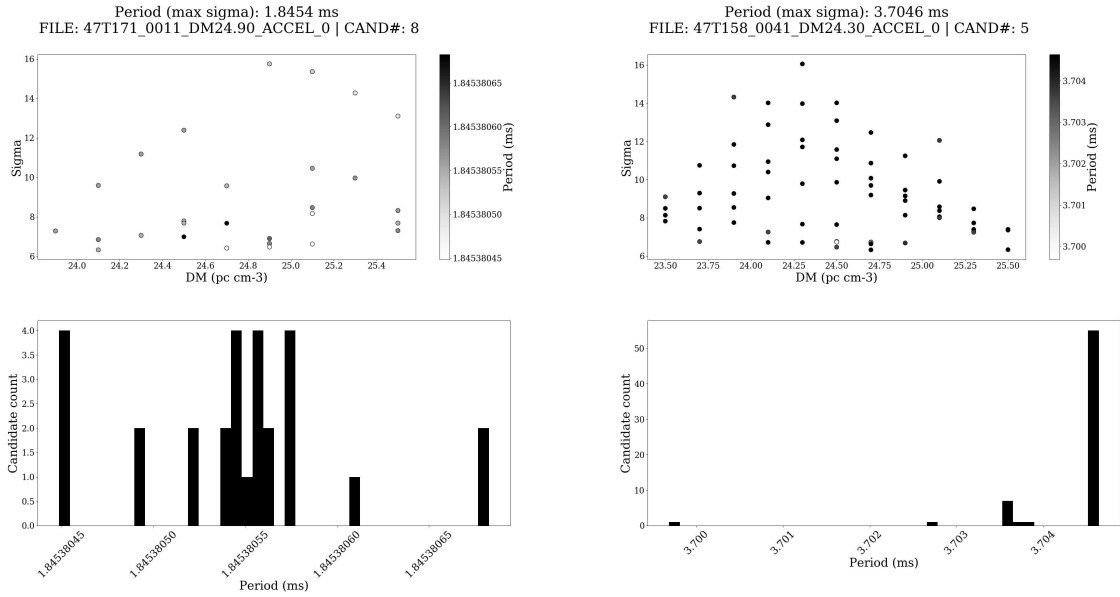 Period (max sigma): 1.8454 ms
FILE: 47T171_0011_DM24.90_ACCEL_0 | CAND#: 8
16
14
12
10
8
6
Sigma
24.0 24.2 24.4 24.6 24.8 25.0 25.2 25.4
DM (pc cm-3)
1.84538065
1.84538060
1.84538055
1.84538050
1.84538045
Period (ms)
Period (max sigma): 3.7046 ms
FILE: 47T158_0041_DM24.30_ACCEL_0 | CAND#: 5
16
14
12
10
8
6
Sigma
23.50 23.75 24.00 24.25 24.50 24.75 25.00 25.25 25.50
DM (pc cm-3)
3.704
3.703
3.702
3.701
3.700
Period (ms)
4.0
3.5
3.0
2.5
2.0
1.5
1.0
0.5
0.0
Candidate count
1.84538045 1.84538050 1.84538055 1.84538060 1.84538065
Period (ms)
50
40
30
20
10
0
Candidate count
3.700 3.701 3.702 3.703 3.704
Period (ms)